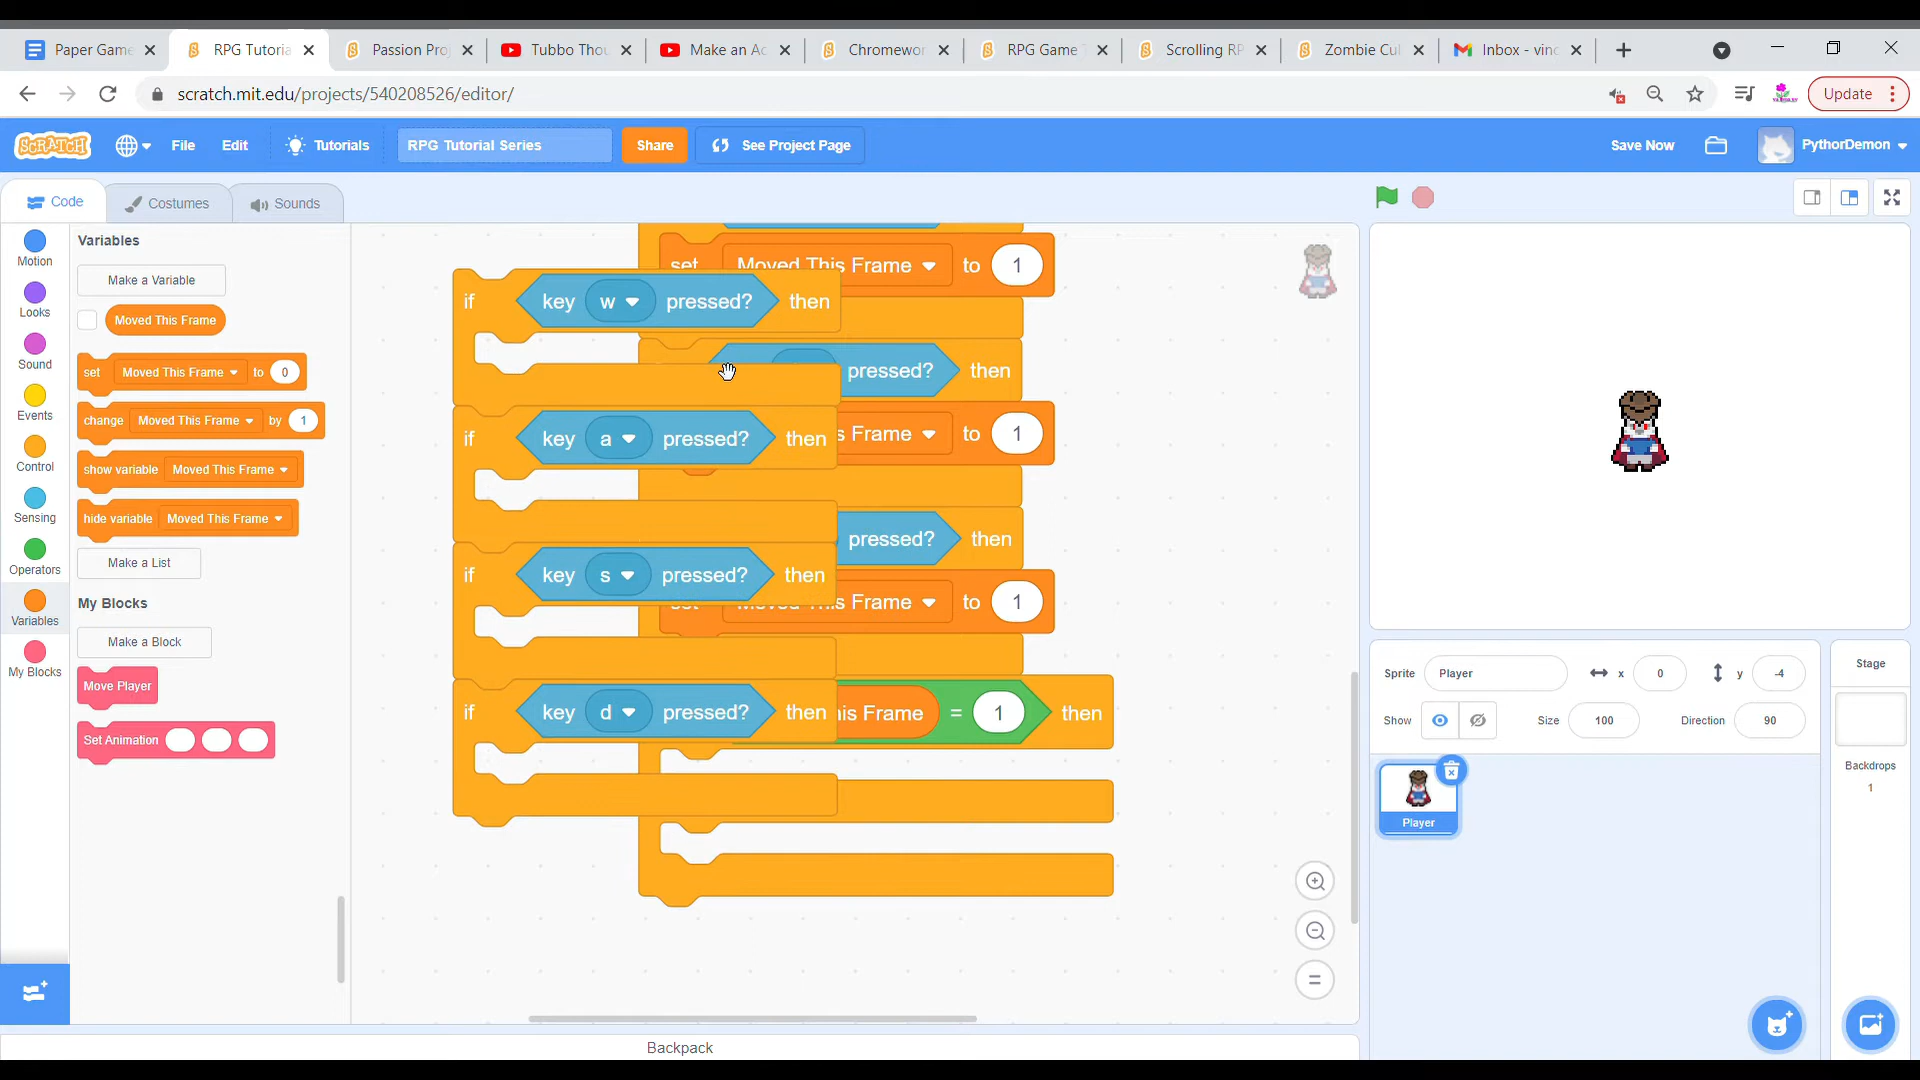 Paper Game
RPG Tutoria
Passion Pro
Tubbo Thou
Make an Ac
Chromewor
RPG Game T
Scrolling RP
Zombie Cul
Inbox - vinc
scratch.mit.edu/projects/540208526/editor/
Update
SCRATCH
File
Edit
Tutorials
RPG Tutorial Series
Share
See Project Page
Save Now
PythorDemon
Code
Costumes
Sounds
Motion
Looks
Sound
Events
Control
Sensing
Operators
Variables
My Blocks
Variables
Make a Variable
Moved This Frame
set Moved This Frame to 0
change Moved This Frame by 1
show variable Moved This Frame
hide variable Moved This Frame
Make a List
My Blocks
Make a Block
Move Player
Set Animation
set Moved This Frame to 1
if key w pressed? then
pressed? then
if key a pressed? then
s Frame to 1
pressed? then
if key s pressed? then
s Frame to 1
if key d pressed? then
is Frame = 1 then
Backpack
Sprite Player x 0 y -4
Show Size 100 Direction 90
Player
Stage
Backdrops
1